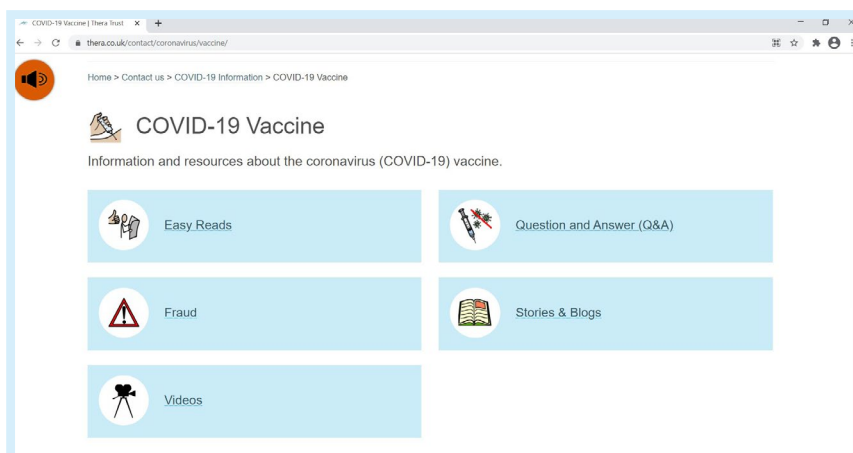 COVID-19 Vaccine | Thera Trust
thera.co.uk/contact/coronavirus/vaccine/
Home > Contact us > COVID-19 Information > COVID-19 Vaccine
COVID-19 Vaccine
Information and resources about the coronavirus (COVID-19) vaccine.
Easy Reads
Question and Answer (Q&A)
Fraud
Stories & Blogs
Videos